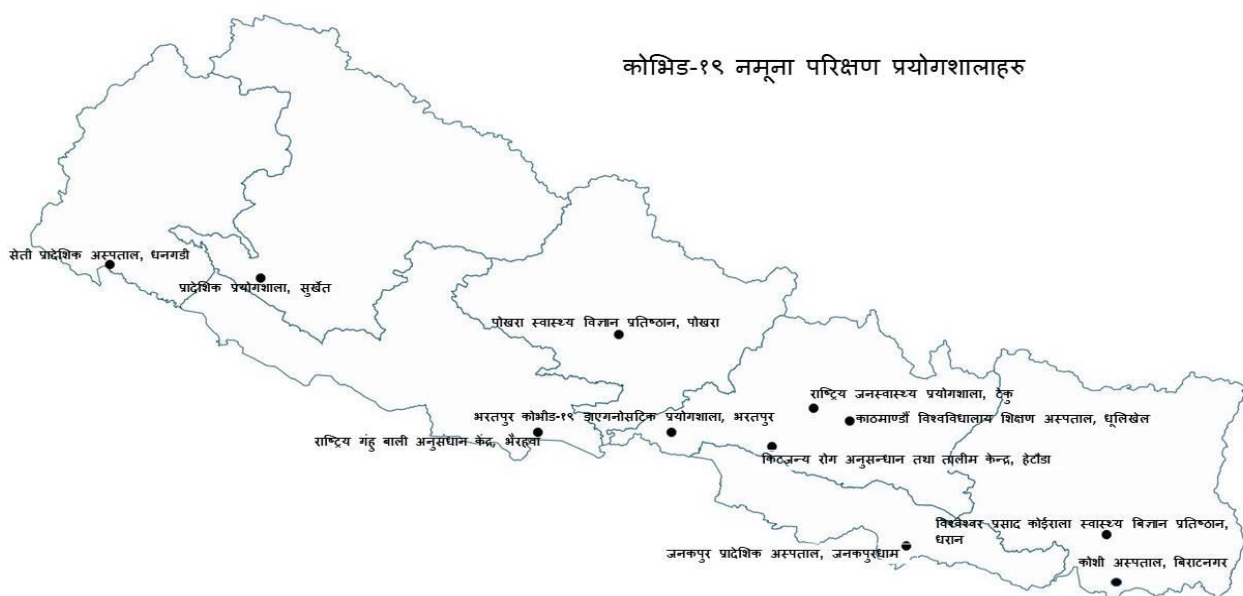 कोभिड-१९ नमूना परिक्षण प्रयोगशालाहरु
सेती प्रादेशिक अस्पताल, धनगडी
प्रादेशिक प्रयोगशाला, सुर्खेत
पोखरा स्वास्थ्य विज्ञान प्रतिष्ठान, पोखरा
राष्ट्रिय जनस्वास्थ्य प्रयोगशाला, टेकु
काठमाण्डौं विश्वविधालाय शिक्षण अस्पताल, धूलिखेल
भरतपुर कोभीड-१९ डाएगनोसटिक प्रयोगशाला, भरतपुर
राष्ट्रिय गंहु बाली अनुसंधान केंद्र, भैरहवा
किटजन्य रोग अनुसन्धान तथा तालीम केन्द्र, हेटौडा
विश्वेश्वर प्रसाद कोईराला स्वास्थ्य बिज्ञान प्रतिष्ठान,
धरान
जनकपुर प्रादेशिक अस्पताल, जनकपुरधाम
कोशी अस्पताल, बिराटनगर